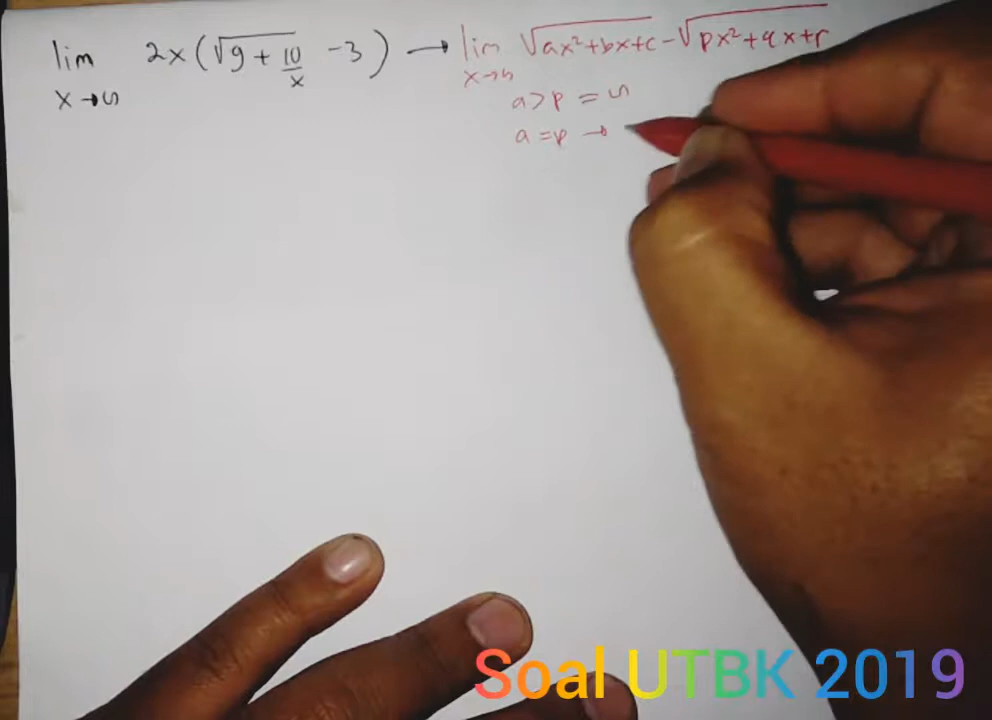 lim x→∞ 2x(√9 + 10/x - 3) → lim x→∞ √ax²+bx+c - √px²+qx+r
a>p = ∞
a=p →
Soal UTBK 2019